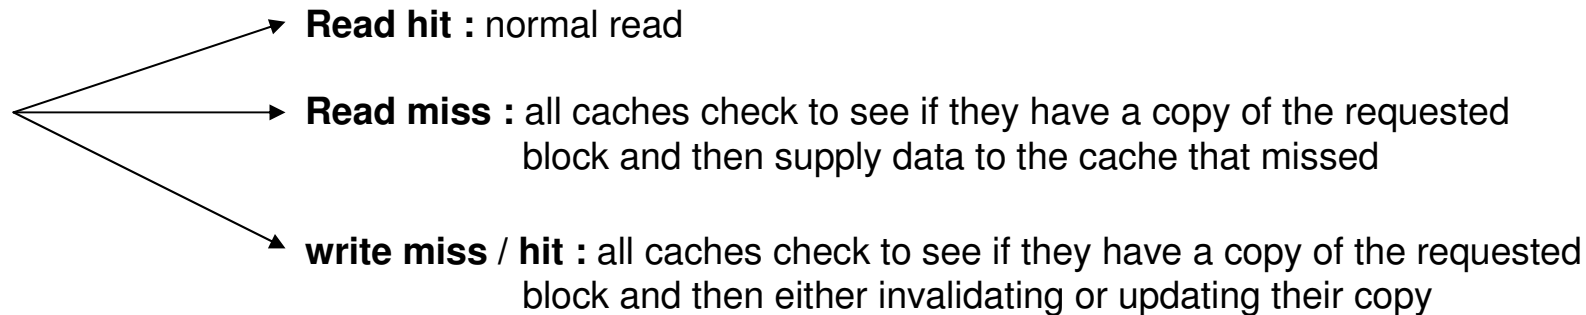 Read hit : normal read
Read miss : all caches check to see if they have a copy of the requested
block and then supply data to the cache that missed
write miss / hit : all caches check to see if they have a copy of the requested
block and then either invalidating or updating their copy